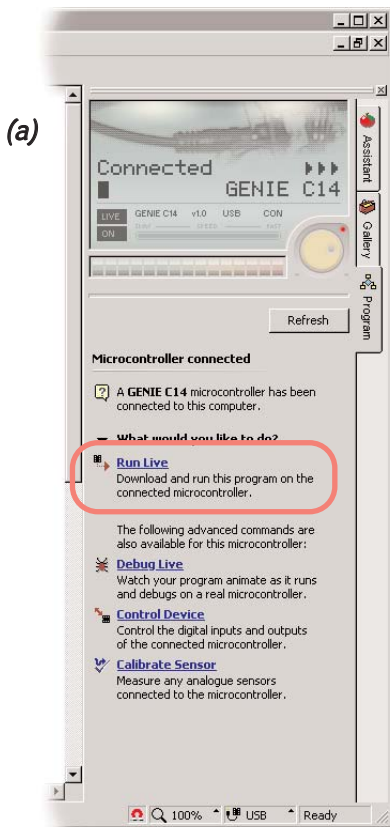 (a)
Connected
GENIE C14
LIVE
GENIE C14 v1.0 USB CON
ON
Assistant
Gallery
Program
Refresh
Microcontroller connected
A GENIE C14 microcontroller has been
connected to this computer.
What would you like to do?
Run Live
Download and run this program on the
connected microcontroller.
The following advanced commands are
also available for this microcontroller:
Debug Live
Watch your program animate as it runs
and debugs on a real microcontroller.
Control Device
Control the digital inputs and outputs
of the connected microcontroller.
Calibrate Sensor
Measure any analogue sensors
connected to the microcontroller.
100% USB Ready